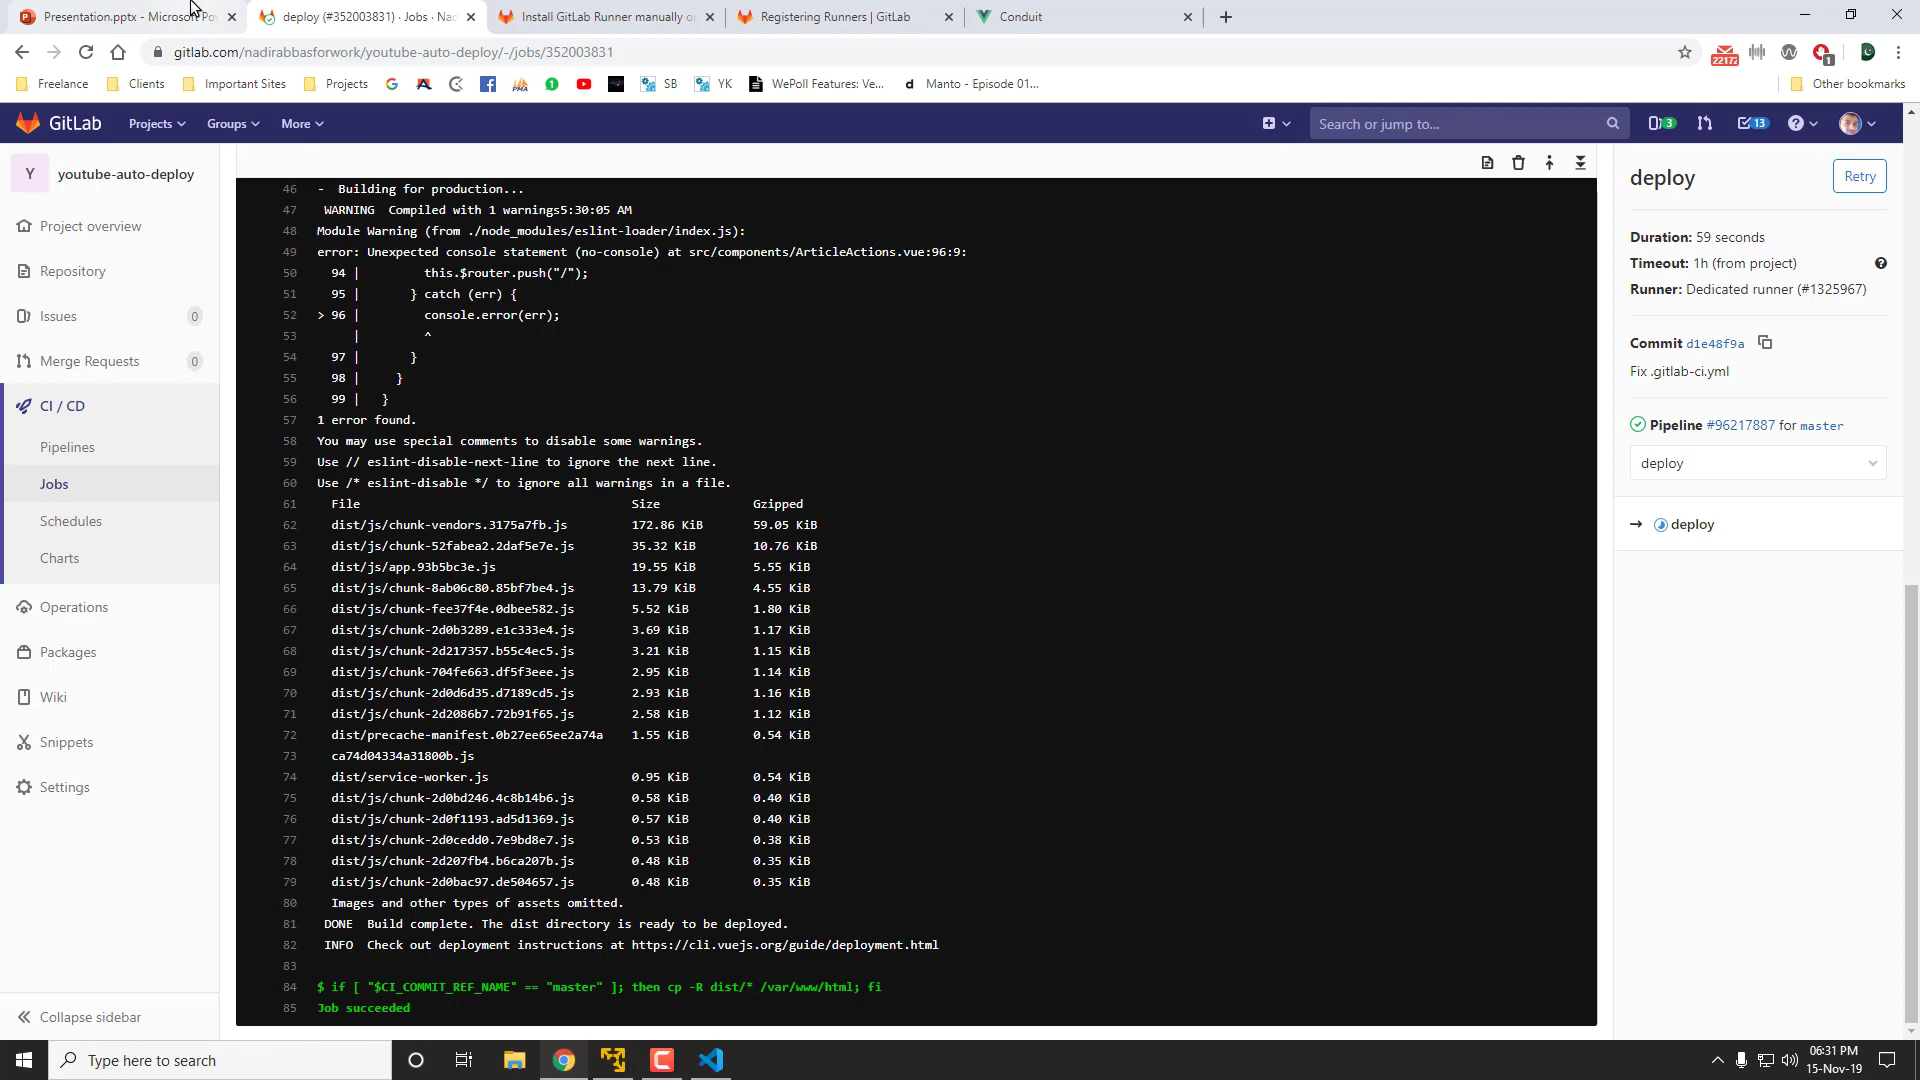 Presentation.pptx - Microsoft Po
deploy (#352003831) · Jobs · Na
Install GitLab Runner manually o
Registering Runners | GitLab
Conduit
gitlab.com/nadirabbasforwork/youtube-auto-deploy/-/jobs/352003831
22172
1
Freelance
Clients
Important Sites
Projects
SB
YK
WePoll Features: Ve...
Manto - Episode 01...
Other bookmarks
GitLab
Projects
Groups
More
Search or jump to...
3
13
Y youtube-auto-deploy
Project overview
Repository
Issues 0
Merge Requests 0
CI / CD
Pipelines
Jobs
Schedules
Charts
Operations
Packages
Wiki
Snippets
Settings
Collapse sidebar
46 - Building for production...
47 WARNING Compiled with 1 warnings5:30:05 AM
48 Module Warning (from ./node_modules/eslint-loader/index.js):
49 error: Unexpected console statement (no-console) at src/components/ArticleActions.vue:96:9:
50 94 | this.$router.push("/");
51 95 | } catch (err) {
52 > 96 | console.error(err);
53 | ^
54 97 | }
55 98 | }
56 99 | }
57 1 error found.
58 You may use special comments to disable some warnings.
59 Use // eslint-disable-next-line to ignore the next line.
60 Use /* eslint-disable */ to ignore all warnings in a file.
61 File Size Gzipped
62 dist/js/chunk-vendors.3175a7fb.js 172.86 KiB 59.05 KiB
63 dist/js/chunk-52fabea2.2daf5e7e.js 35.32 KiB 10.76 KiB
64 dist/js/app.93b5bc3e.js 19.55 KiB 5.55 KiB
65 dist/js/chunk-8ab06c80.85bf7be4.js 13.79 KiB 4.55 KiB
66 dist/js/chunk-fee37f4e.0dbee582.js 5.52 KiB 1.80 KiB
67 dist/js/chunk-2d0b3289.e1c333e4.js 3.69 KiB 1.17 KiB
68 dist/js/chunk-2d217357.b55c4ec5.js 3.21 KiB 1.15 KiB
69 dist/js/chunk-704fe663.df5f3eee.js 2.95 KiB 1.14 KiB
70 dist/js/chunk-2d0d6d35.d7189cd5.js 2.93 KiB 1.16 KiB
71 dist/js/chunk-2d2086b7.72b91f65.js 2.58 KiB 1.12 KiB
72 dist/precache-manifest.0b27ee65ee2a74a 1.55 KiB 0.54 KiB
73 ca74d04334a31800b.js
74 dist/service-worker.js 0.95 KiB 0.54 KiB
75 dist/js/chunk-2d0bd246.4c8b14b6.js 0.58 KiB 0.40 KiB
76 dist/js/chunk-2d0f1193.ad5d1369.js 0.57 KiB 0.40 KiB
77 dist/js/chunk-2d0cedd0.7e9bd8e7.js 0.53 KiB 0.38 KiB
78 dist/js/chunk-2d207fb4.b6ca207b.js 0.48 KiB 0.35 KiB
79 dist/js/chunk-2d0bac97.de504657.js 0.48 KiB 0.35 KiB
80 Images and other types of assets omitted.
81 DONE Build complete. The dist directory is ready to be deployed.
82 INFO Check out deployment instructions at https://cli.vuejs.org/guide/deployment.html
83
84 $ if [ "$CI_COMMIT_REF_NAME" == "master" ]; then cp -R dist/* /var/www/html; fi
85 Job succeeded
deploy
Retry
Duration: 59 seconds
Timeout: 1h (from project)
Runner: Dedicated runner (#1325967)
Commit d1e48f9a
Fix .gitlab-ci.yml
Pipeline #96217887 for master
deploy
→ deploy
Type here to search
06:31 PM
15-Nov-19